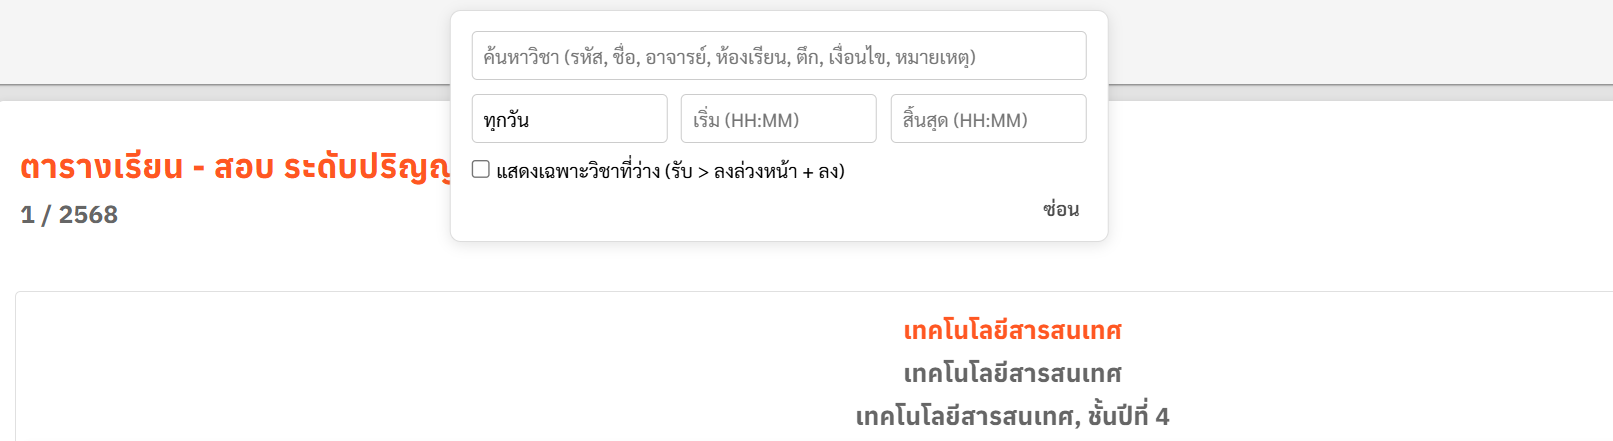 ค้นหาวิชา (รหัส, ชื่อ, อาจารย์, ห้องเรียน, ตึก, เงื่อนไข, หมายเหตุ)
ทุกวัน เริ่ม (HH:MM) สิ้นสุด (HH:MM)
แสดงเฉพาะวิชาที่ว่าง (รับ > ลงล่วงหน้า + ลง)
ซ่อน
ตารางเรียน - สอบ ระดับปริญญ
1 / 2568
เทคโนโลยีสารสนเทศ
เทคโนโลยีสารสนเทศ
เทคโนโลยีสารสนเทศ, ชั้นปีที่ 4